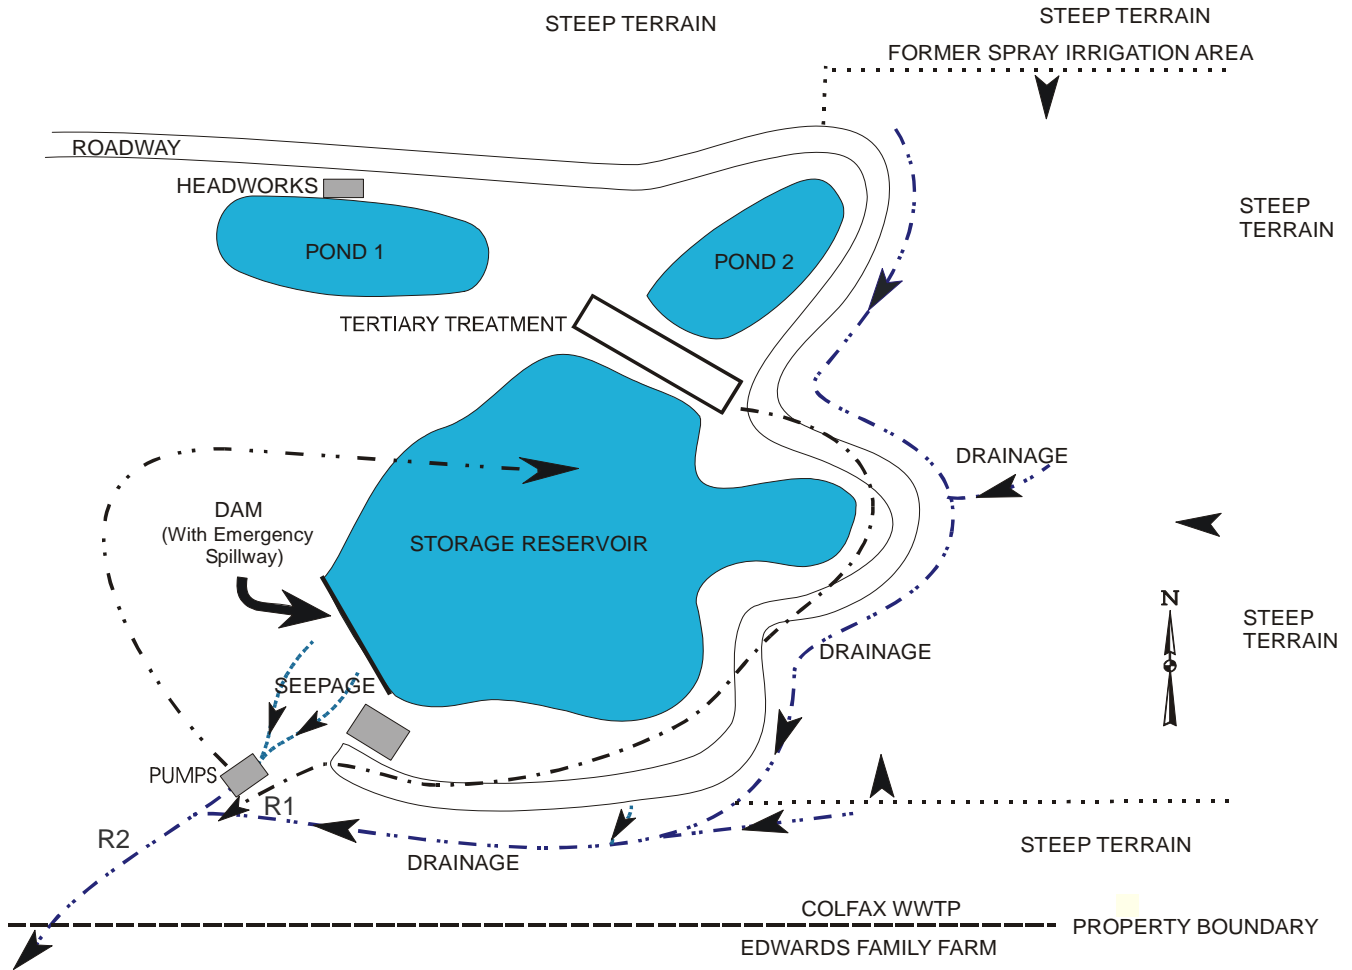 STEEP TERRAIN
STEEP TERRAIN
FORMER SPRAY IRRIGATION AREA
ROADWAY
HEADWORKS
STEEP
TERRAIN
POND 1
POND 2
TERTIARY TREATMENT
DRAINAGE
DAM
(With Emergency
Spillway)
STORAGE RESERVOIR
N
STEEP
TERRAIN
DRAINAGE
SEEPAGE
PUMPS
R1
R2
DRAINAGE
STEEP TERRAIN
COLFAX WWTP
PROPERTY BOUNDARY
EDWARDS FAMILY FARM